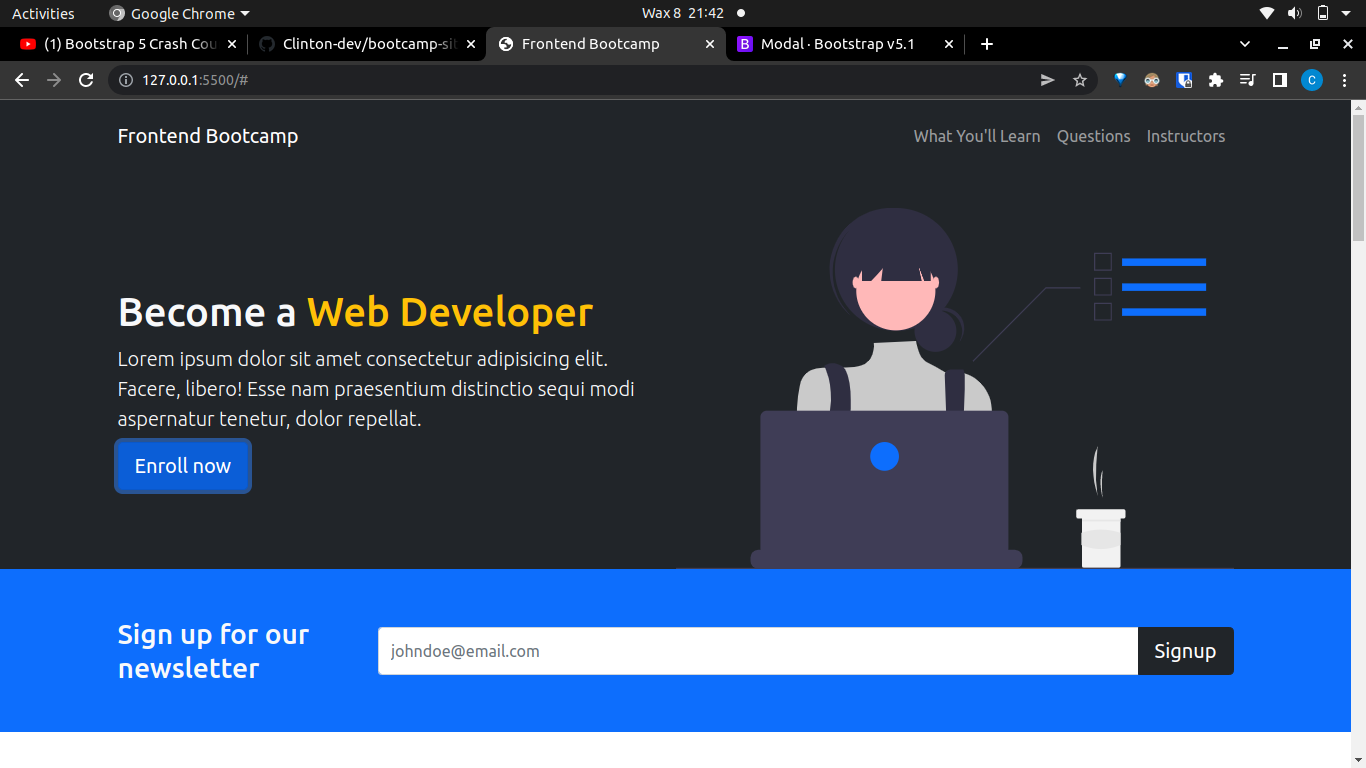 Activities
Google Chrome
Wax 8 21:42
(1) Bootstrap 5 Crash Cou
Clinton-dev/bootcamp-sit
Frontend Bootcamp
B
Modal · Bootstrap v5.1
127.0.0.1:5500/#
C
Frontend Bootcamp
What You'll Learn
Questions
Instructors
Become a Web Developer
Lorem ipsum dolor sit amet consectetur adipisicing elit.
Facere, libero! Esse nam praesentium distinctio sequi modi
aspernatur tenetur, dolor repellat.
Enroll now
Sign up for our
newsletter
johndoe@email.com
Signup